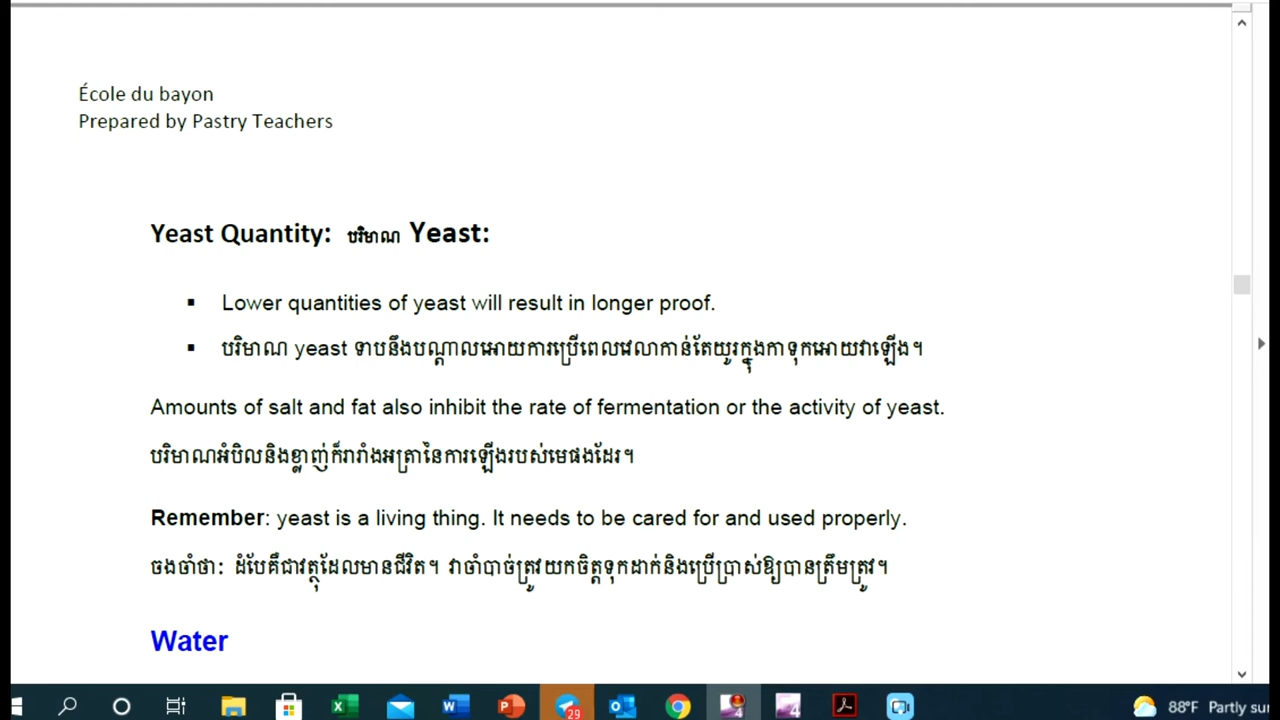 École du bayon
Prepared by Pastry Teachers
Yeast Quantity: បរិមាណ Yeast:
▪ Lower quantities of yeast will result in longer proof.
▪ បរិមាណ yeast ទាបនឹងបណ្តាលអោយការប្រើពេលវេលាកាន់តែយូរក្នុងកាទុកអោយវាឡើង។
Amounts of salt and fat also inhibit the rate of fermentation or the activity of yeast.
បរិមាណអំបិលនិងខ្លាញ់ក៏រារាំងអត្រានៃការឡើងរបស់មេផងដែរ។
Remember: yeast is a living thing. It needs to be cared for and used properly.
ចងចាំថា: ដំបែគឺជាវត្ថុដែលមានជីវិត។ វាចាំបាច់ត្រូវយកចិត្តទុកដាក់និងប្រើប្រាស់ឱ្យបានត្រឹមត្រូវ។
Water
29
88°F Partly su